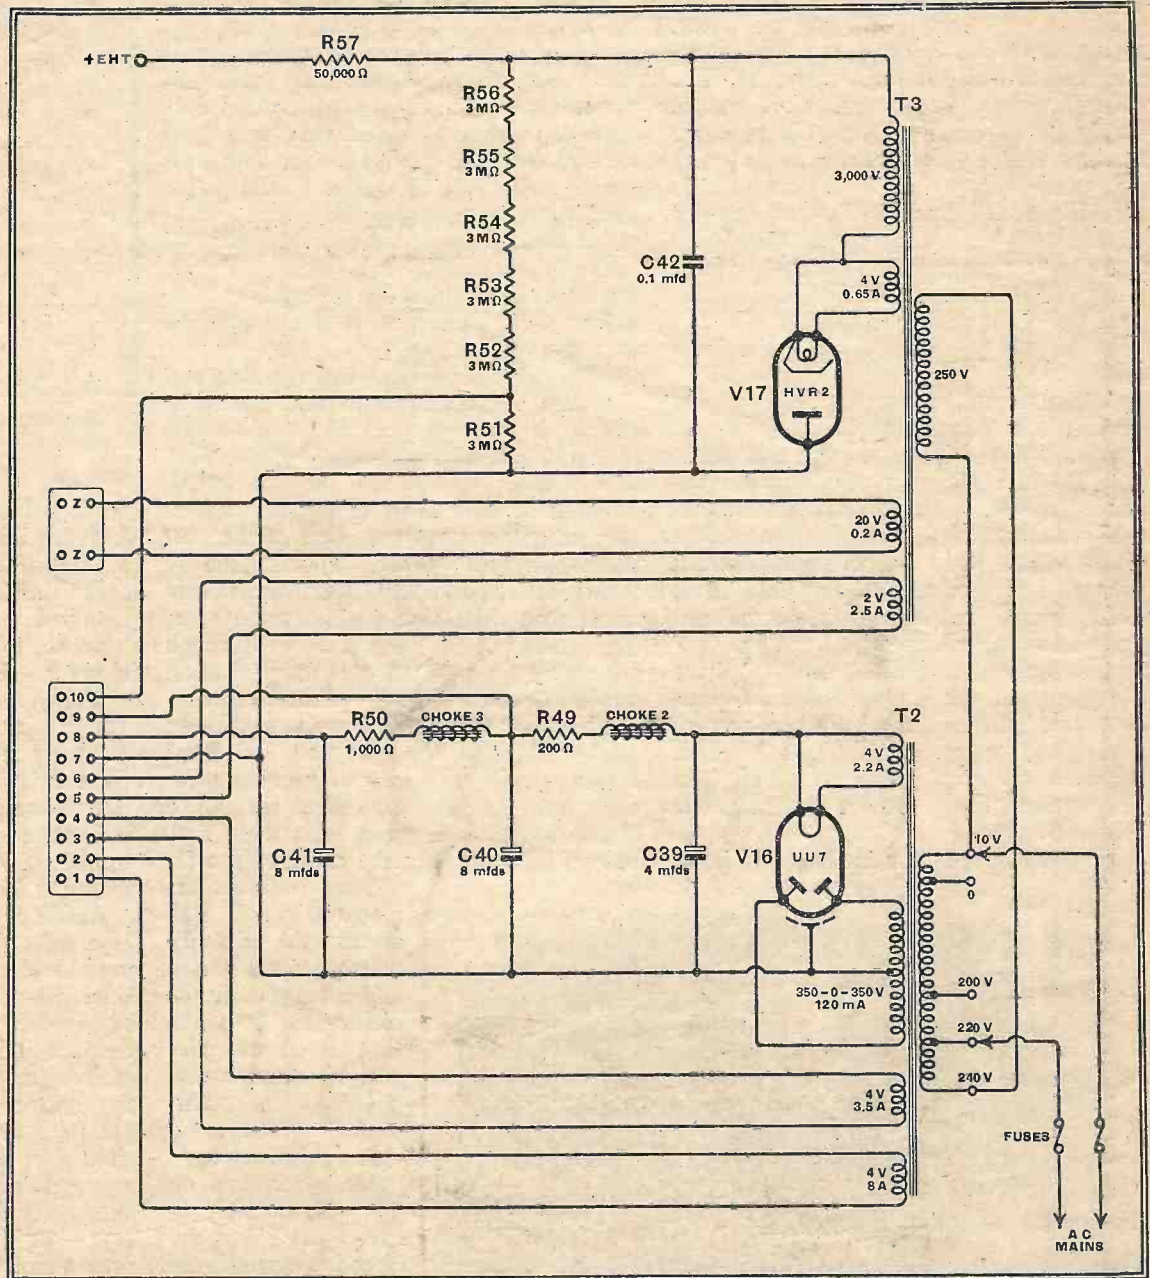 R57
+EHT
50,000 Ω
R56
3MΩ
T3
R55
3MΩ
3,000 V
R54
3MΩ
C42
0.1 mfd
R53
3MΩ
4 V
0.65 A
R52
3MΩ
250 V
V17
HVR2
R51
3MΩ
Z
20 V
0.2 A
Z
2 V
2.5 A
10
9
8
7
6
5
4
3
2
1
R50
1,000 Ω
CHOKE 3
R49
200 Ω
CHOKE 2
T2
4 V
2.2 A
C41
8 mfds
C40
8 mfds
C39
4 mfds
V16
UU7
10 V
0
350-0-350 V
120 mA
200 V
220 V
240 V
4 V
3.5 A
FUSES
4 V
8 A
AC
MAINS